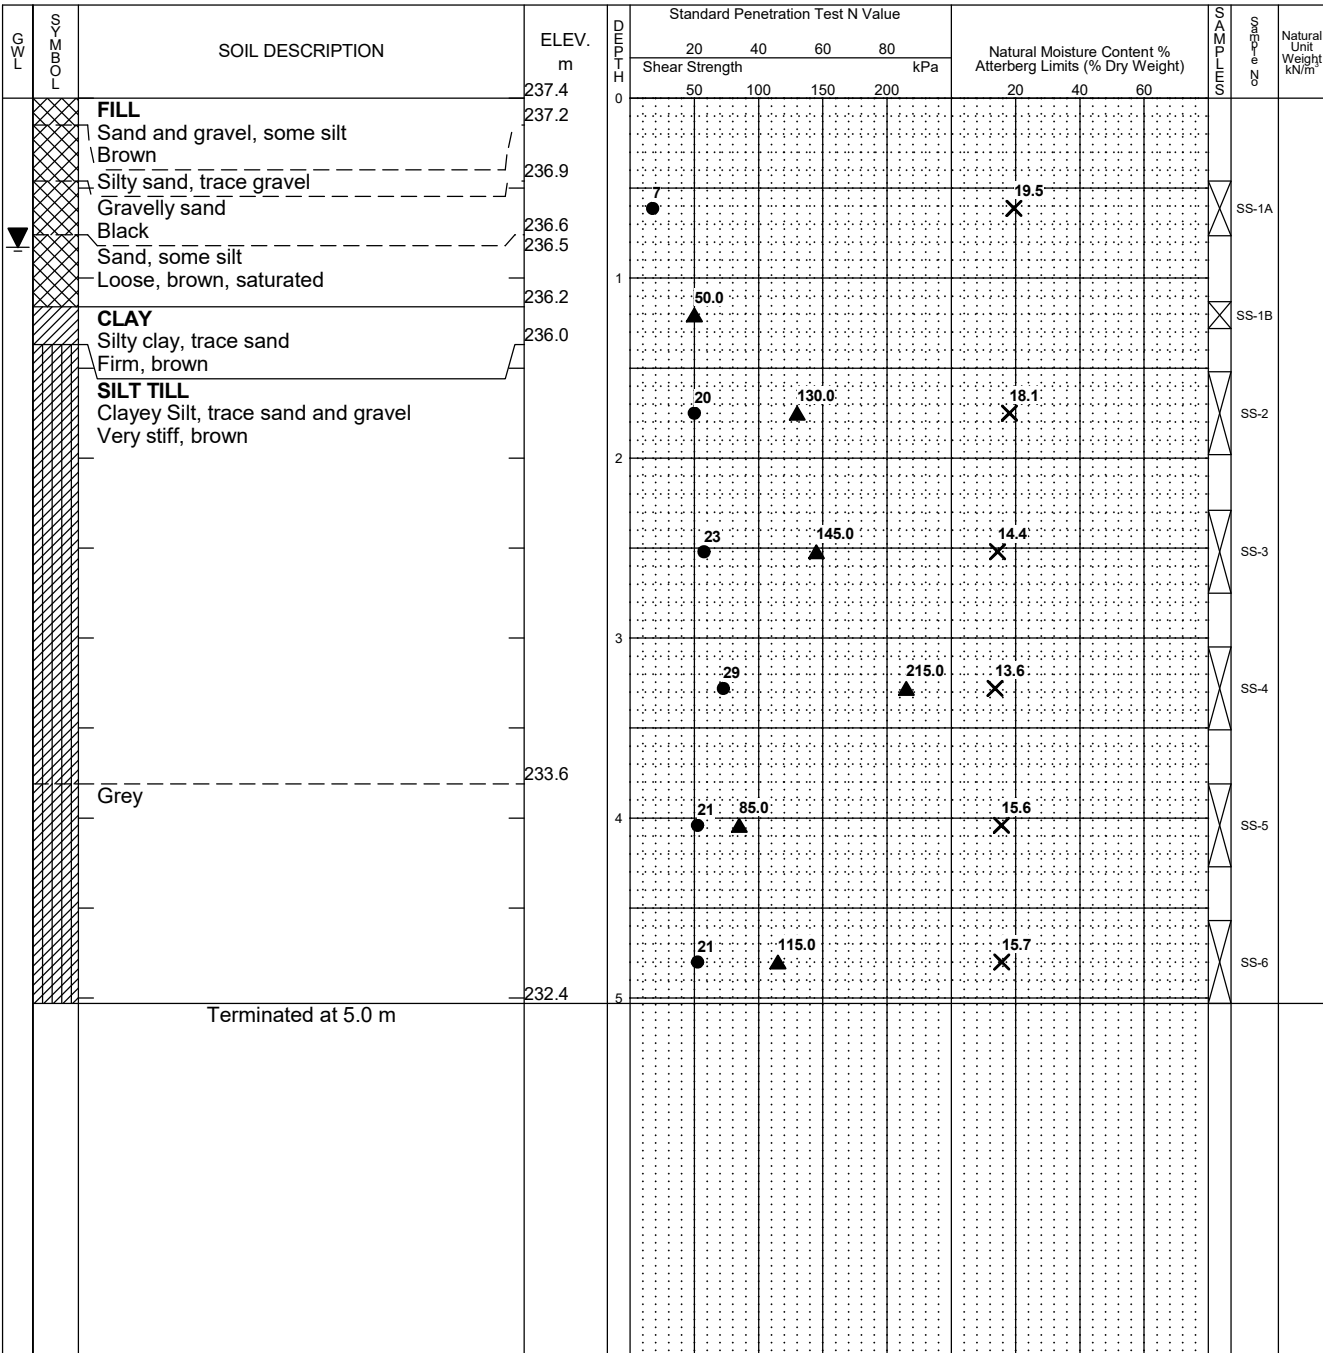 GWL
SYMBOL
SOIL DESCRIPTION
ELEV.
m
DEPTH
Standard Penetration Test N Value
20 40 60 80
Shear Strength kPa
50 100 150 200
Natural Moisture Content %
Atterberg Limits (% Dry Weight)
20 40 60
SAMPLES
Sample No
Natural
Unit
Weight
kN/m³
237.4
0
FILL
237.2
Sand and gravel, some silt
Brown
236.9
Silty sand, trace gravel
7
19.5
SS-1A
Gravelly sand
Black
236.6
236.5
Sand, some silt
Loose, brown, saturated
1
236.2
50.0
SS-1B
CLAY
236.0
Silty clay, trace sand
Firm, brown
SILT TILL
Clayey Silt, trace sand and gravel
Very stiff, brown
20
130.0
18.1
SS-2
2
23
145.0
14.4
SS-3
3
29
215.0
13.6
SS-4
233.6
Grey
21
85.0
15.6
4
SS-5
21
115.0
15.7
SS-6
232.4
5
Terminated at 5.0 m